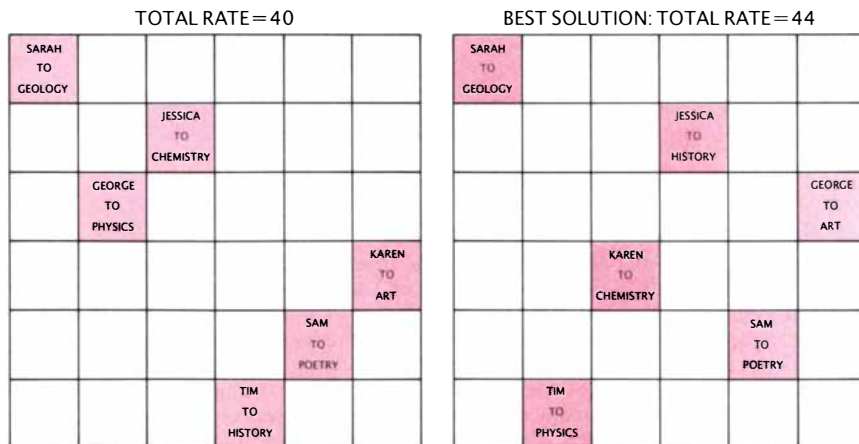 TOTAL RATE=40
SARAH
TO
GEOLOGY
JESSICA
TO
CHEMISTRY
GEORGE
TO
PHYSICS
KAREN
TO
ART
SAM
TO
POETRY
TIM
TO
HISTORY
BEST SOLUTION: TOTAL RATE=44
SARAH
TO
GEOLOGY
JESSICA
TO
HISTORY
GEORGE
TO
ART
KAREN
TO
CHEMISTRY
SAM
TO
POETRY
TIM
TO
PHYSICS